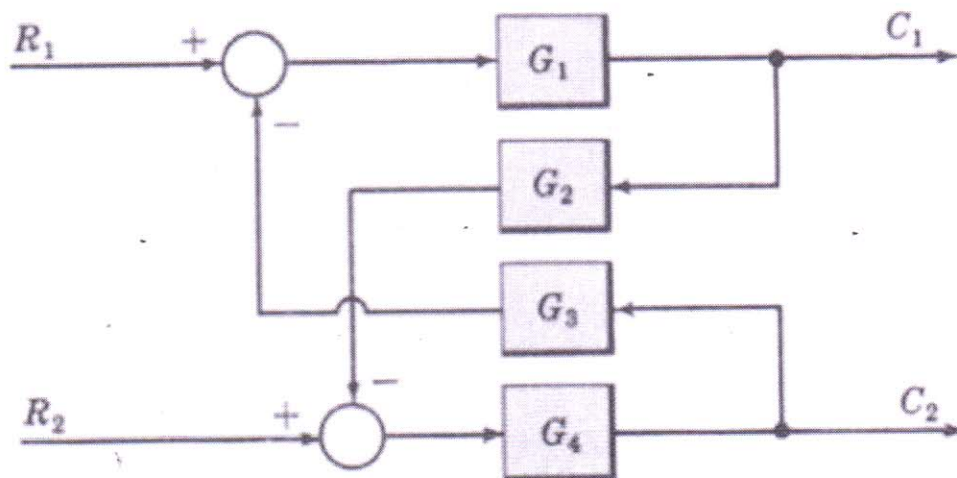 R₁ + G₁ C₁
−
G₂
G₃
−
R₂ + G₄ C₂